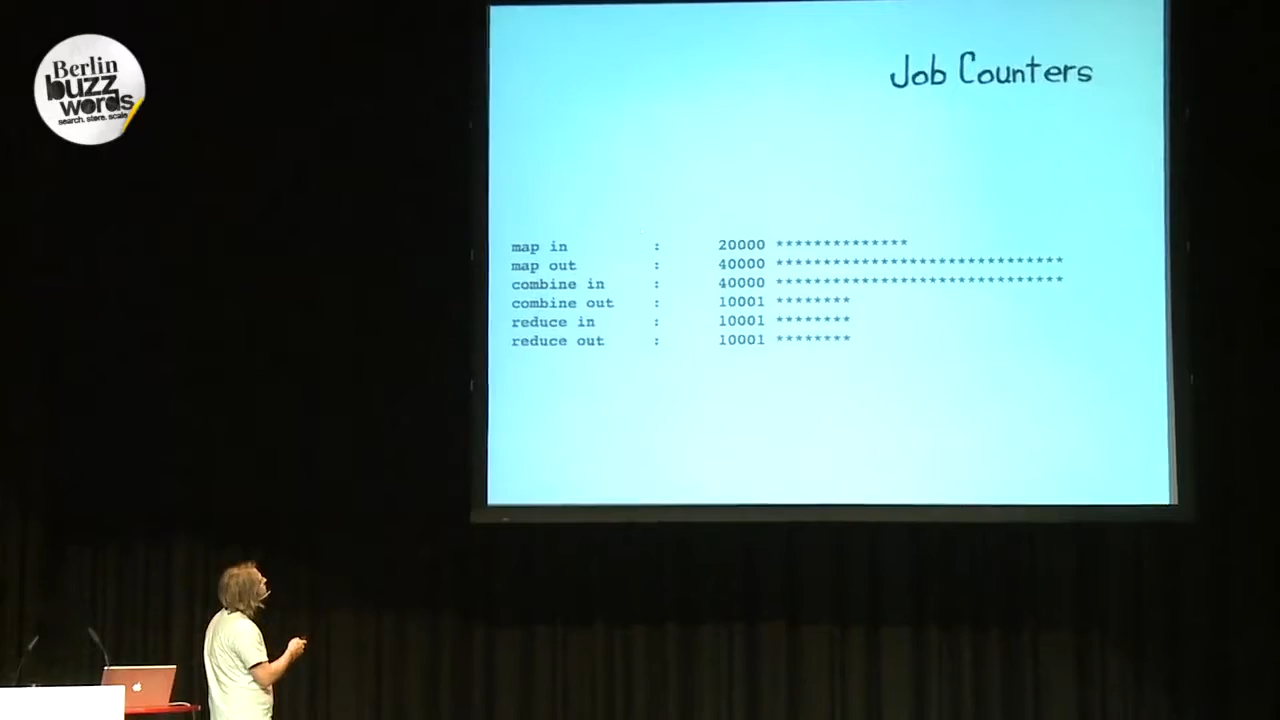 Berlin
buzz
words
search. store. scale
Job Counters
map in : 20000 **************
map out : 40000 *******************************
combine in : 40000 *******************************
combine out : 10001 ********
reduce in : 10001 ********
reduce out : 10001 ********